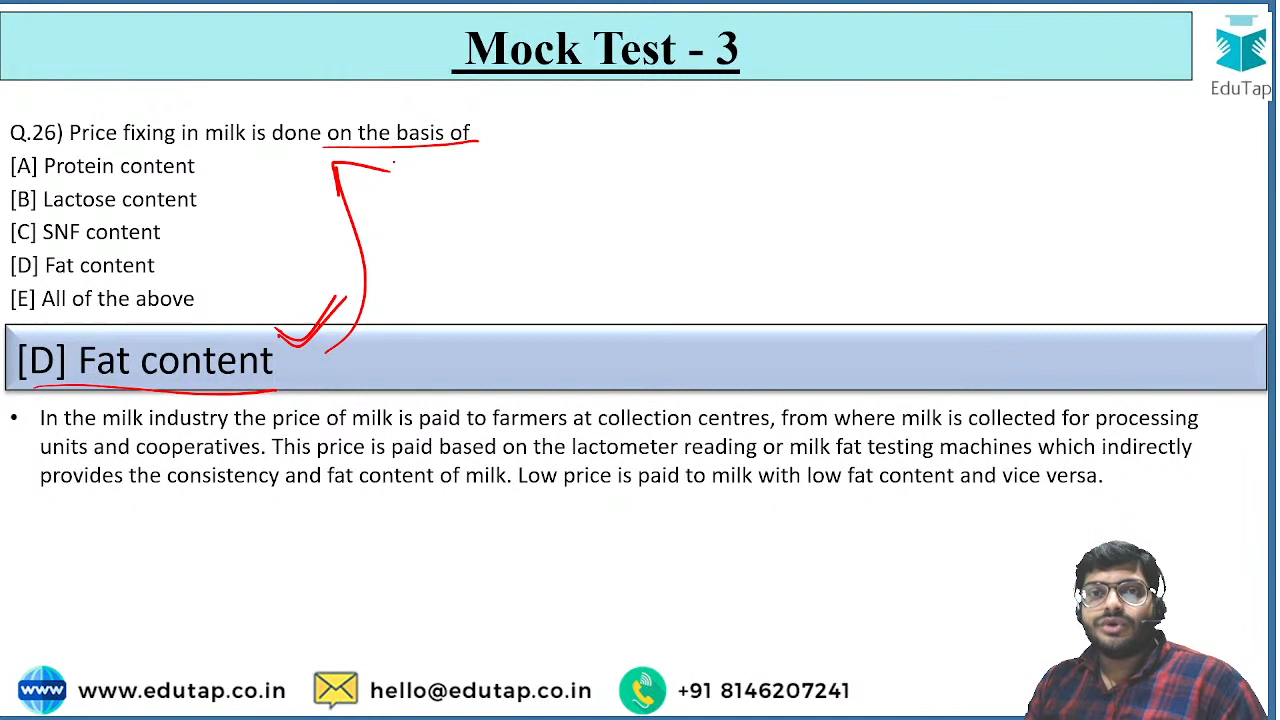 Mock Test - 3
EduTap
Q.26) Price fixing in milk is done on the basis of
[A] Protein content
[B] Lactose content
[C] SNF content
[D] Fat content
[E] All of the above
[D] Fat content
• In the milk industry the price of milk is paid to farmers at collection centres, from where milk is collected for processing
units and cooperatives. This price is paid based on the lactometer reading or milk fat testing machines which indirectly
provides the consistency and fat content of milk. Low price is paid to milk with low fat content and vice versa.
www www.edutap.co.in hello@edutap.co.in +91 8146207241